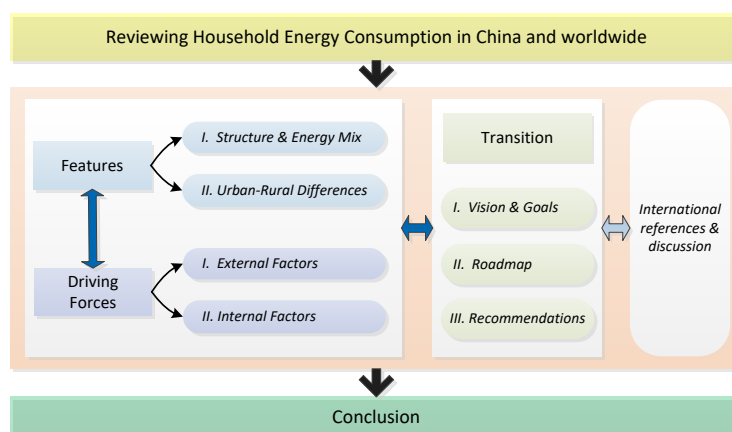 Reviewing Household Energy Consumption in China and worldwide
Features
I. Structure & Energy Mix
II. Urban-Rural Differences
Driving
Forces
I. External Factors
II. Internal Factors
Transition
I. Vision & Goals
II. Roadmap
III. Recommendations
International
references &
discussion
Conclusion